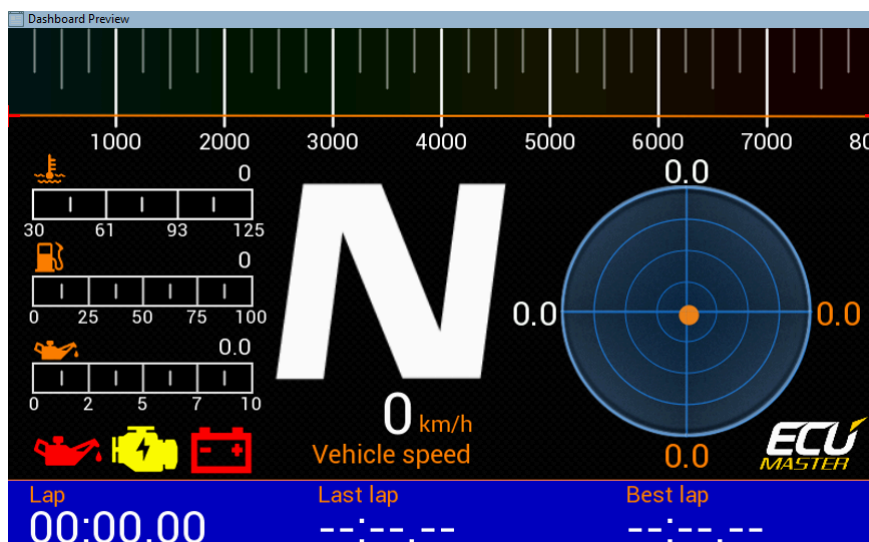 Dashboard Preview
1000 2000 3000 4000 5000 6000 7000 80
0
30 61 93 125
0
0 25 50 75 100
0.0
0 2 5 7 10
N
0 km/h
Vehicle speed
0.0
0.0 0.0
0.0
ECU
MASTER
Lap Last lap Best lap
00:00.00 --:--.-- --:--.--